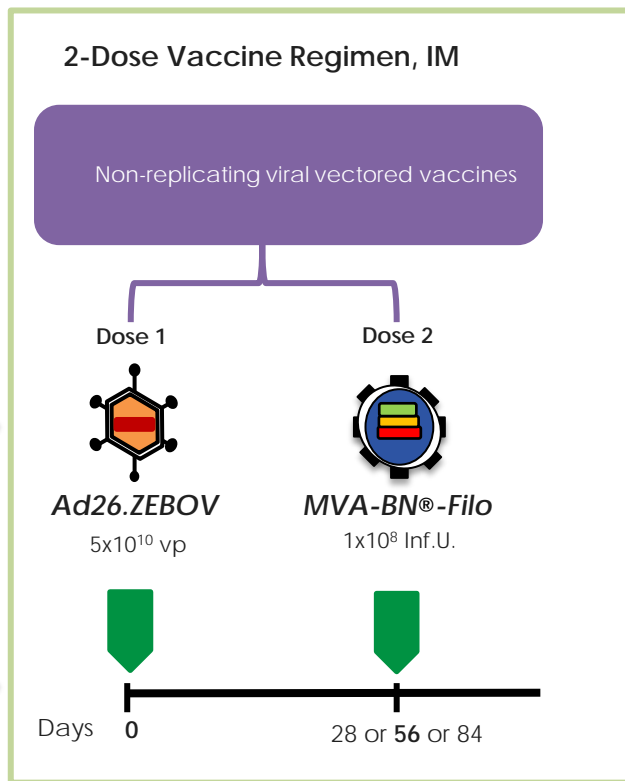 2-Dose Vaccine Regimen, IM
Non-replicating viral vectored vaccines
Dose 1
Dose 2
Ad26.ZEBOV
MVA-BN®-Filo
5x10¹⁰ vp
1x10⁸ Inf.U.
Days
0
28 or 56 or 84